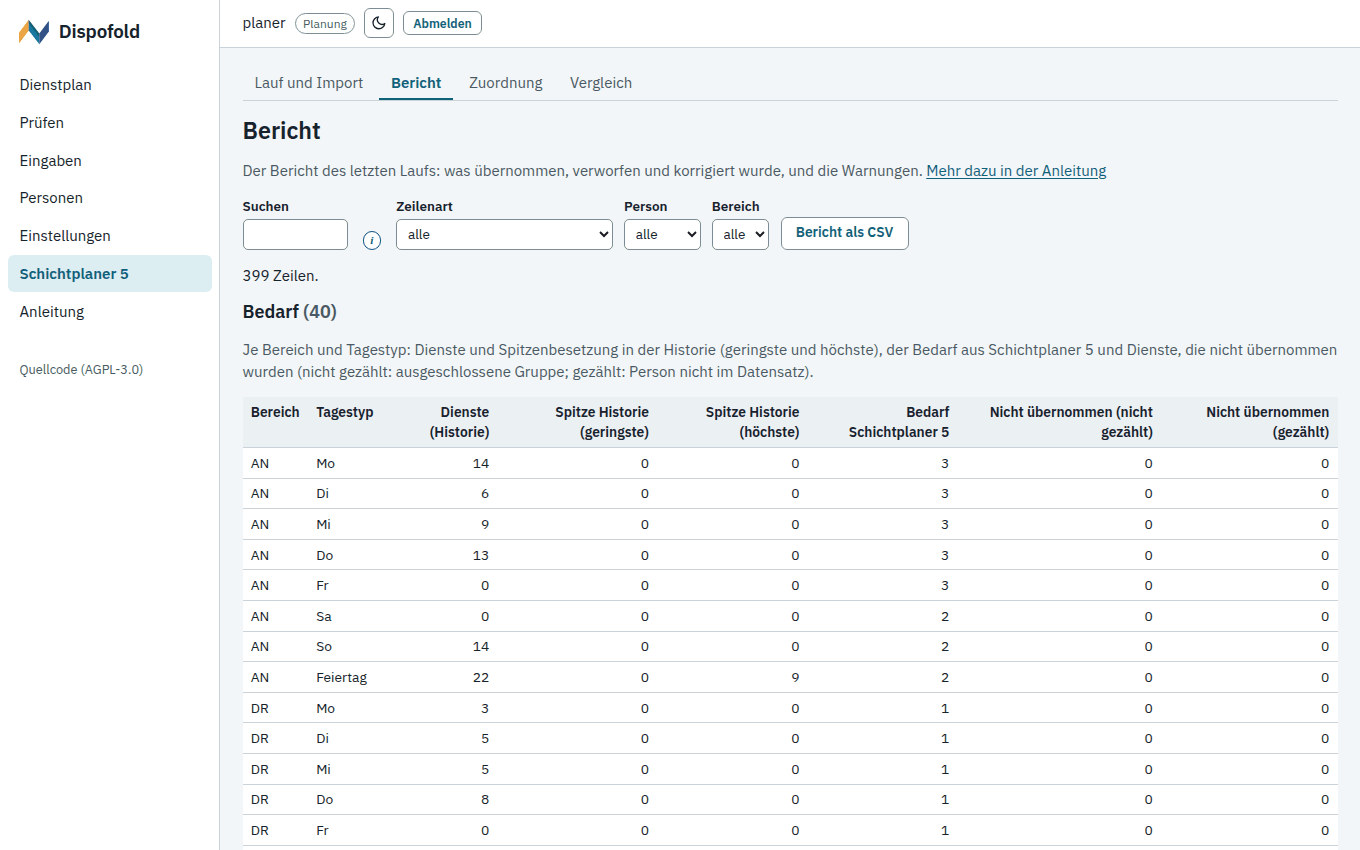 Dispofold
planer Planung Abmelden
Dienstplan
Prüfen
Eingaben
Personen
Einstellungen
Schichtplaner 5
Anleitung
Quellcode (AGPL-3.0)
Lauf und Import Bericht Zuordnung Vergleich
Bericht
Der Bericht des letzten Laufs: was übernommen, verworfen und korrigiert wurde, und die Warnungen. Mehr dazu in der Anleitung
Suchen Zeilenart Person Bereich
i alle alle alle Bericht als CSV
399 Zeilen.
Bedarf (40)
Je Bereich und Tagestyp: Dienste und Spitzenbesetzung in der Historie (geringste und höchste), der Bedarf aus Schichtplaner 5 und Dienste, die nicht übernommen
wurden (nicht gezählt: ausgeschlossene Gruppe; gezählt: Person nicht im Datensatz).
Bereich Tagestyp Dienste Spitze Historie Spitze Historie Bedarf Nicht übernommen (nicht Nicht übernommen
(Historie) (geringste) (höchste) Schichtplaner 5 gezählt) (gezählt)
AN Mo 14 0 0 3 0 0
AN Di 6 0 0 3 0 0
AN Mi 9 0 0 3 0 0
AN Do 13 0 0 3 0 0
AN Fr 0 0 0 3 0 0
AN Sa 0 0 0 2 0 0
AN So 14 0 0 2 0 0
AN Feiertag 22 0 9 2 0 0
DR Mo 3 0 0 1 0 0
DR Di 5 0 0 1 0 0
DR Mi 5 0 0 1 0 0
DR Do 8 0 0 1 0 0
DR Fr 0 0 0 1 0 0